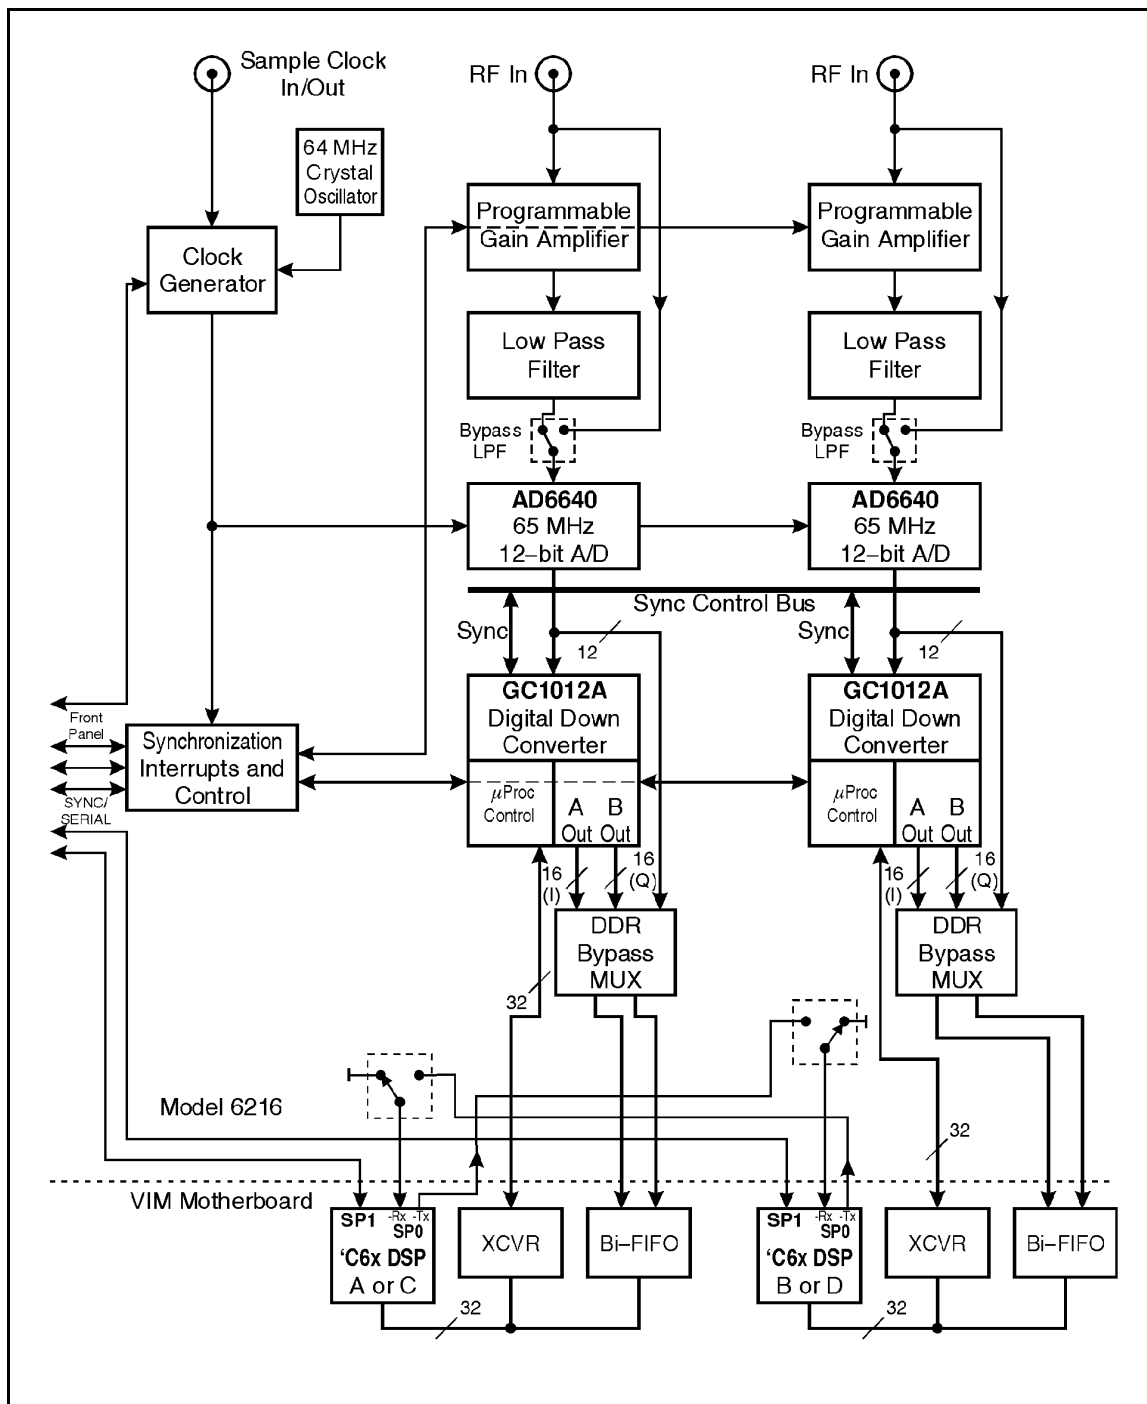 Sample Clock
In/Out
RF In
RF In
64 MHz
Crystal
Oscillator
Programmable
Gain Amplifier
Programmable
Gain Amplifier
Clock
Generator
Low Pass
Filter
Low Pass
Filter
Bypass
LPF
Bypass
LPF
AD6640
65 MHz
12–bit A/D
AD6640
65 MHz
12–bit A/D
Sync Control Bus
Sync
12
Sync
12
GC1012A
Digital Down
Converter
GC1012A
Digital Down
Converter
Front
Panel
Synchronization
Interrupts and
Control
SYNC/
SERIAL
μProc
Control
A
Out
B
Out
μProc
Control
A
Out
B
Out
16
(I)
16
(Q)
16
(I)
16
(Q)
DDR
Bypass
MUX
DDR
Bypass
MUX
32
Model 6216
32
VIM Motherboard
SP1
-Rx
-Tx
SP0
'C6x DSP
A or C
XCVR
Bi–FIFO
SP1
-Rx
-Tx
SP0
'C6x DSP
B or D
XCVR
Bi–FIFO
32
32